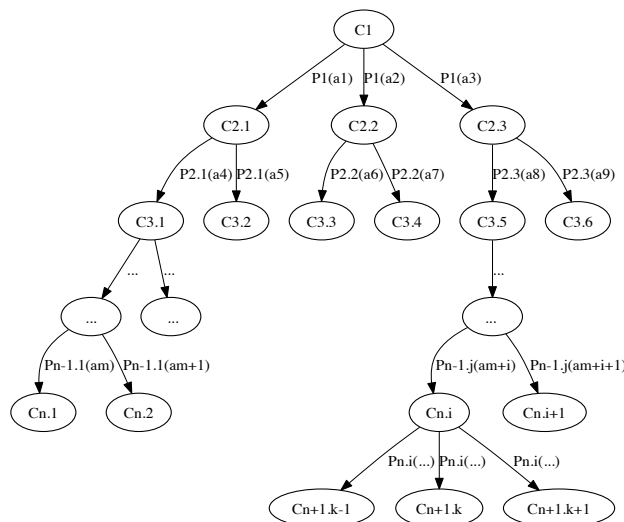 C1
P1(a1) P1(a2) P1(a3)
C2.1 C2.2 C2.3
P2.1(a4) P2.1(a5) P2.2(a6) P2.2(a7) P2.3(a8) P2.3(a9)
C3.1 C3.2 C3.3 C3.4 C3.5 C3.6
... ... ...
... ... ...
Pn-1.1(am) Pn-1.1(am+1) Pn-1.j(am+i) Pn-1.j(am+i+1)
Cn.1 Cn.2 Cn.i Cn.i+1
Pn.i(...) Pn.i(...) Pn.i(...)
Cn+1.k-1 Cn+1.k Cn+1.k+1